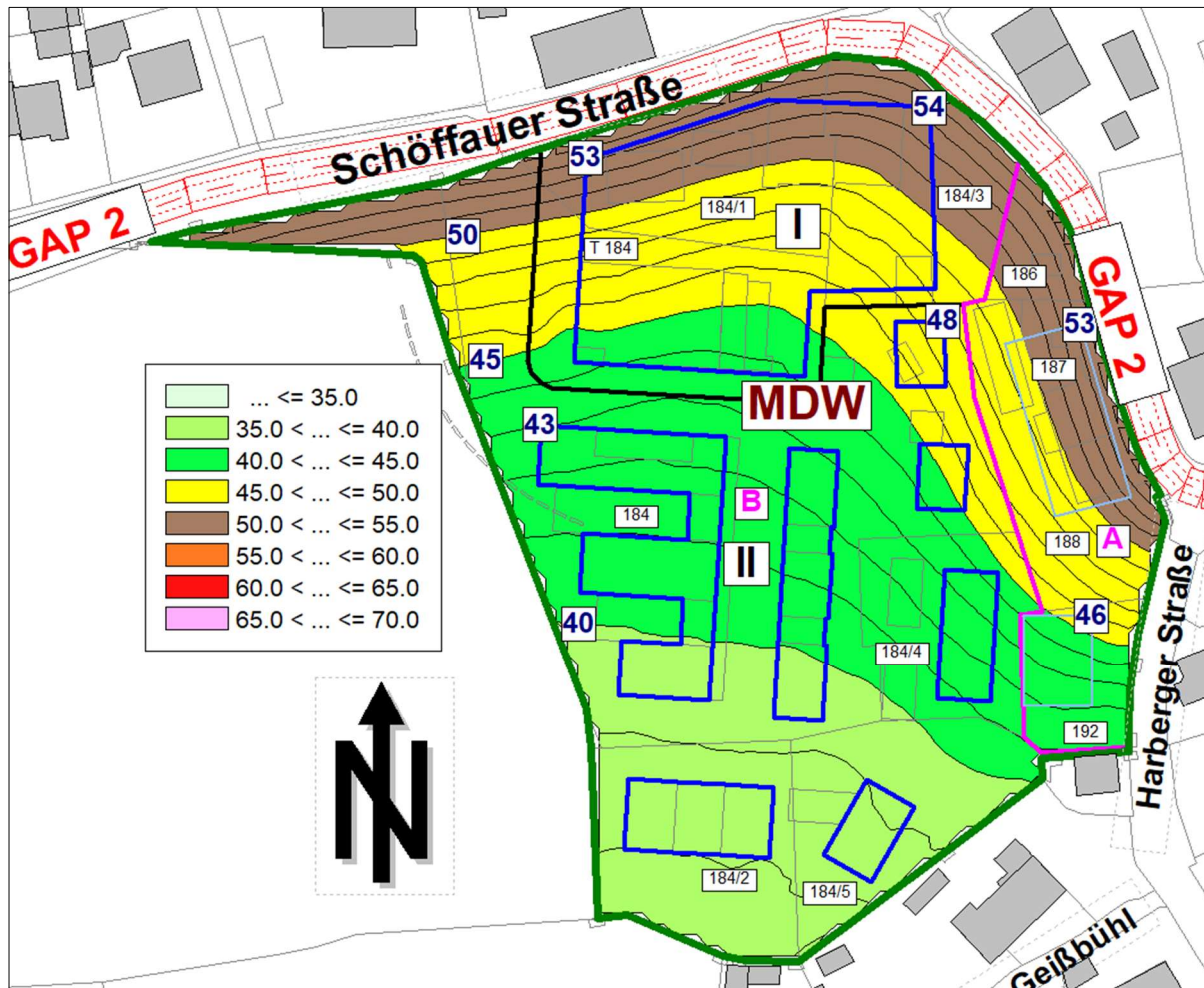 Schöffauer Straße
54
53
GAP 2
184/3
184/1
I
50
T 184
186
GAP 2
48
53
45
187
... <= 35.0
35.0 < ... <= 40.0
40.0 < ... <= 45.0
45.0 < ... <= 50.0
50.0 < ... <= 55.0
55.0 < ... <= 60.0
60.0 < ... <= 65.0
65.0 < ... <= 70.0
MDW
43
B
184
188
A
II
46
40
184/4
Harberger Straße
192
N
184/2
184/5
Geißbühl